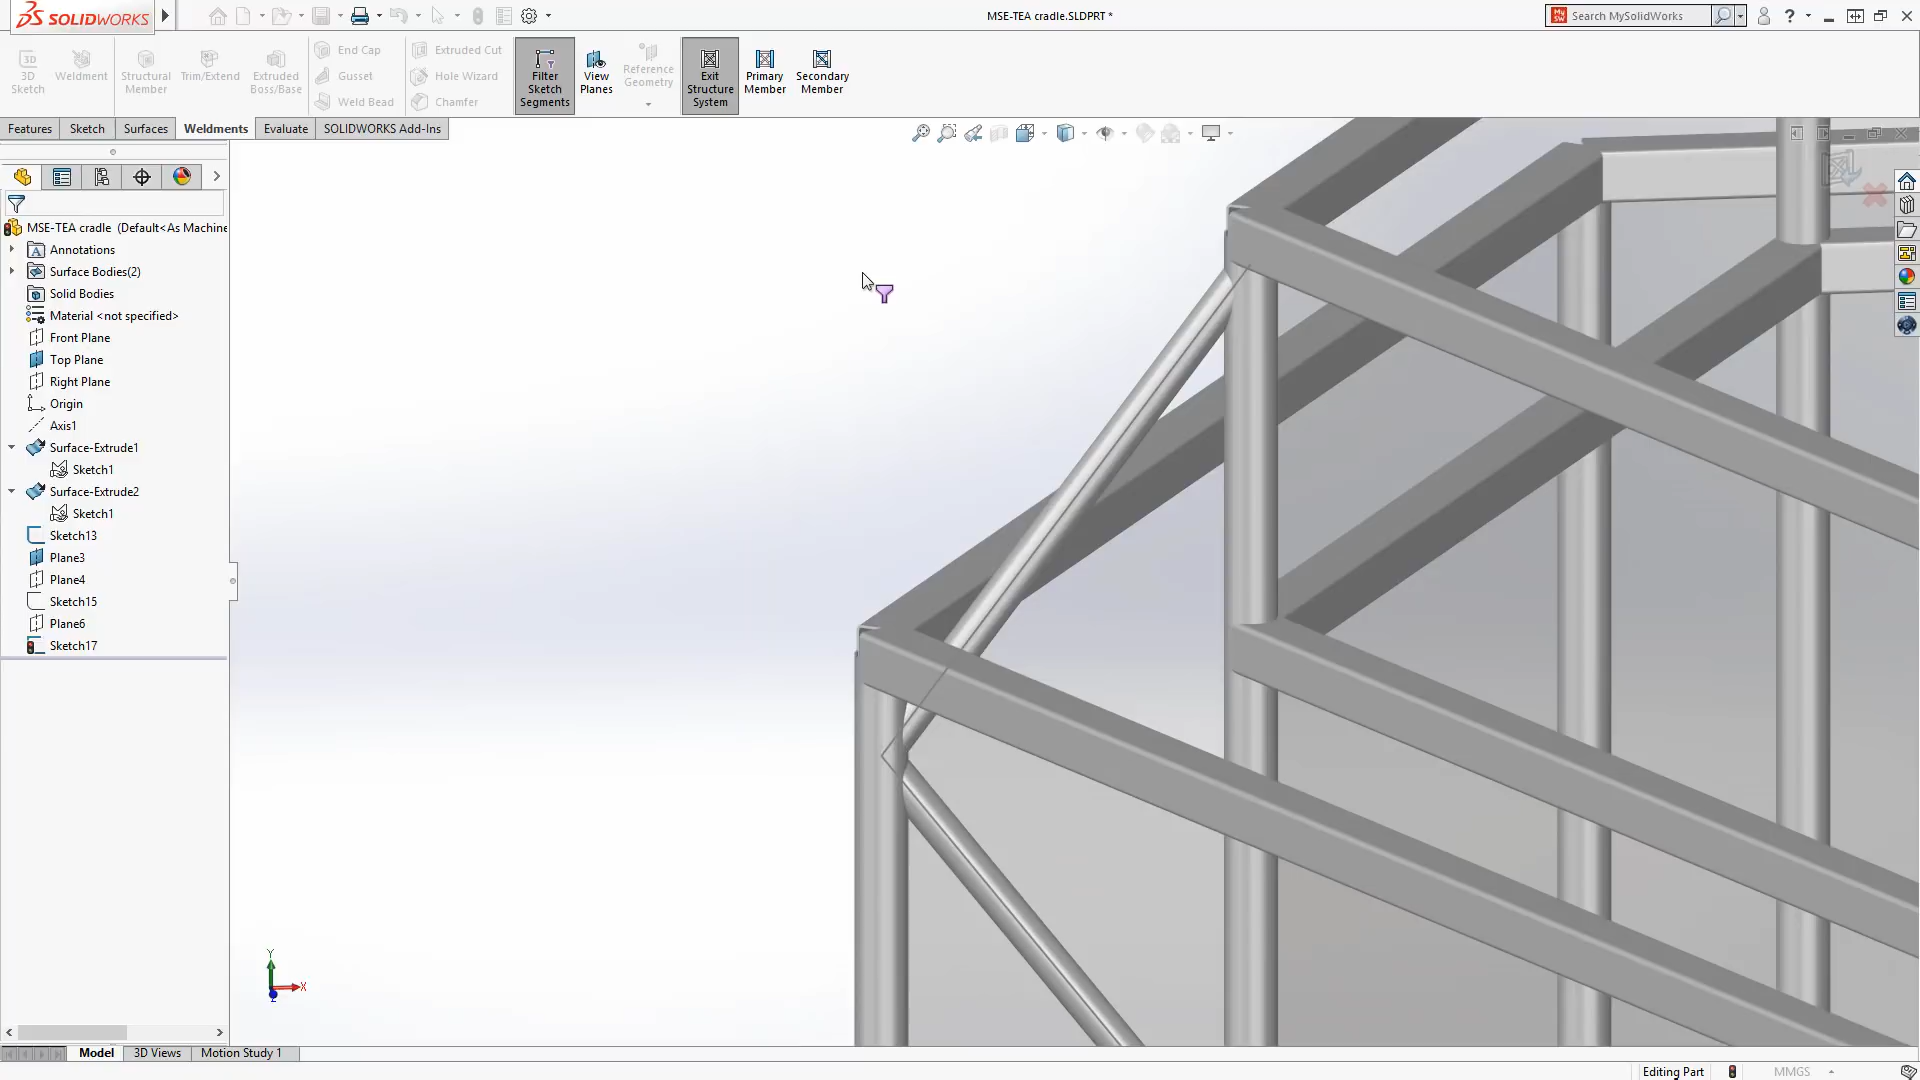 SOLIDWORKS
MSE-TEA cradle.SLDPRT *
Search MySolidWorks
3D Sketch
Weldment
Structural Member
Trim/Extend
Extruded Boss/Base
End Cap
Gusset
Weld Bead
Extruded Cut
Hole Wizard
Chamfer
Filter Sketch Segments
View Planes
Reference Geometry
Exit Structure System
Primary Member
Secondary Member
Features
Sketch
Surfaces
Weldments
Evaluate
SOLIDWORKS Add-Ins
MSE-TEA cradle (Default<As Machine
Annotations
Surface Bodies(2)
Solid Bodies
Material <not specified>
Front Plane
Top Plane
Right Plane
Origin
Axis1
Surface-Extrude1
Sketch1
Surface-Extrude2
Sketch1
Sketch13
Plane3
Plane4
Sketch15
Plane6
Sketch17
Y
X
Z
Model
3D Views
Motion Study 1
Editing Part
MMGS